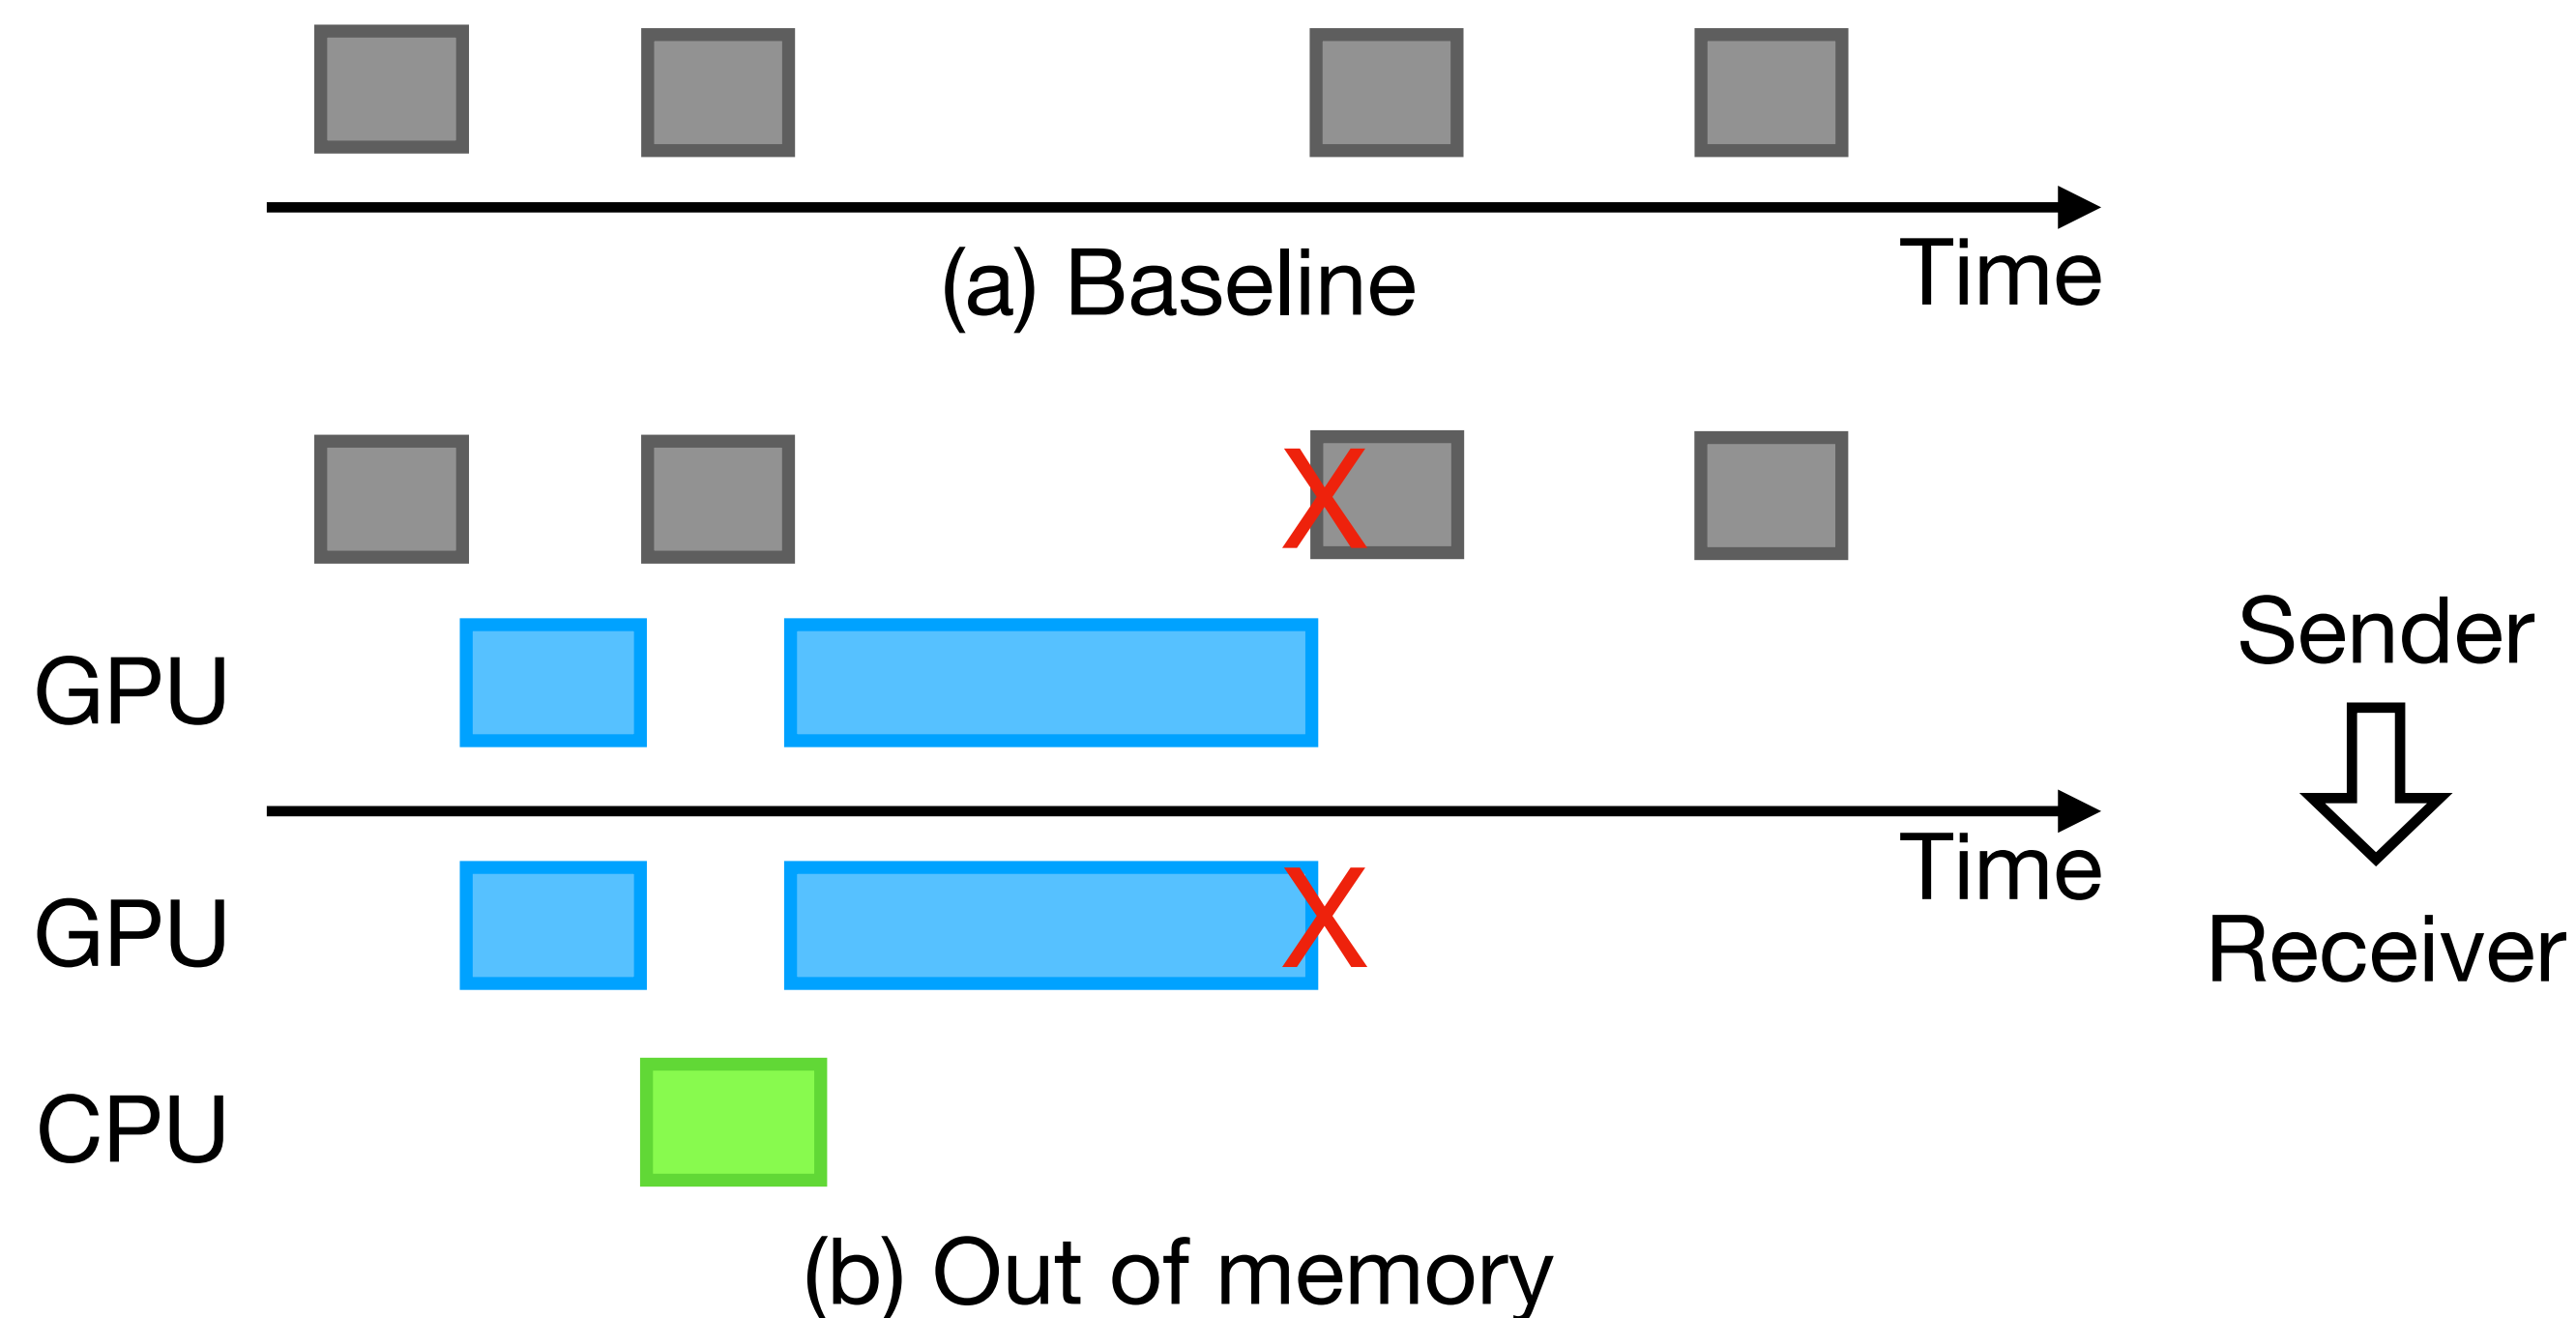 Time
(a) Baseline
X
Sender
GPU
Time
X
GPU
Receiver
CPU
(b) Out of memory